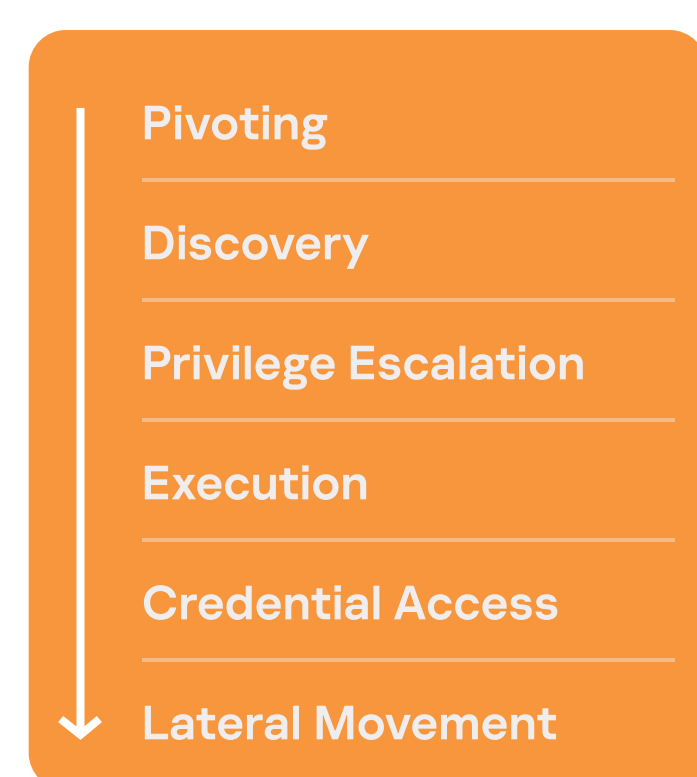 Pivoting
Discovery
Privilege Escalation
Execution
Credential Access
Lateral Movement